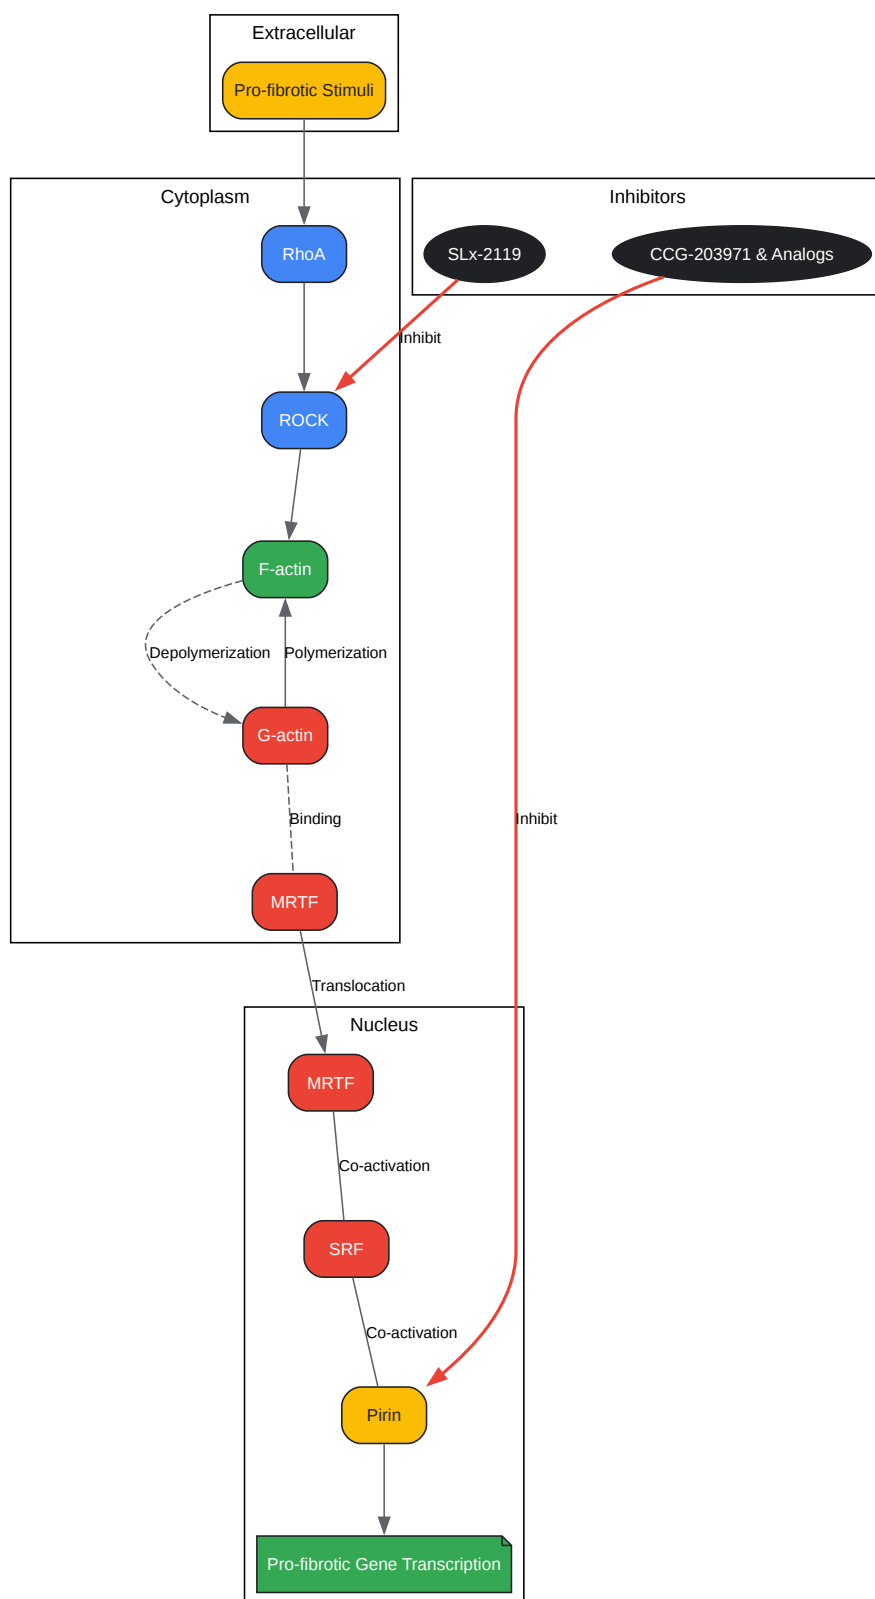 Extracellular
Pro-fibrotic Stimuli
Cytoplasm
Inhibitors
RhoA
SLx-2119
CCG-203971 & Analogs
Inhibit
ROCK
F-actin
Depolymerization
Polymerization
G-actin
Binding
Inhibit
MRTF
Translocation
Nucleus
MRTF
Co-activation
SRF
Co-activation
Pirin
Pro-fibrotic Gene Transcription